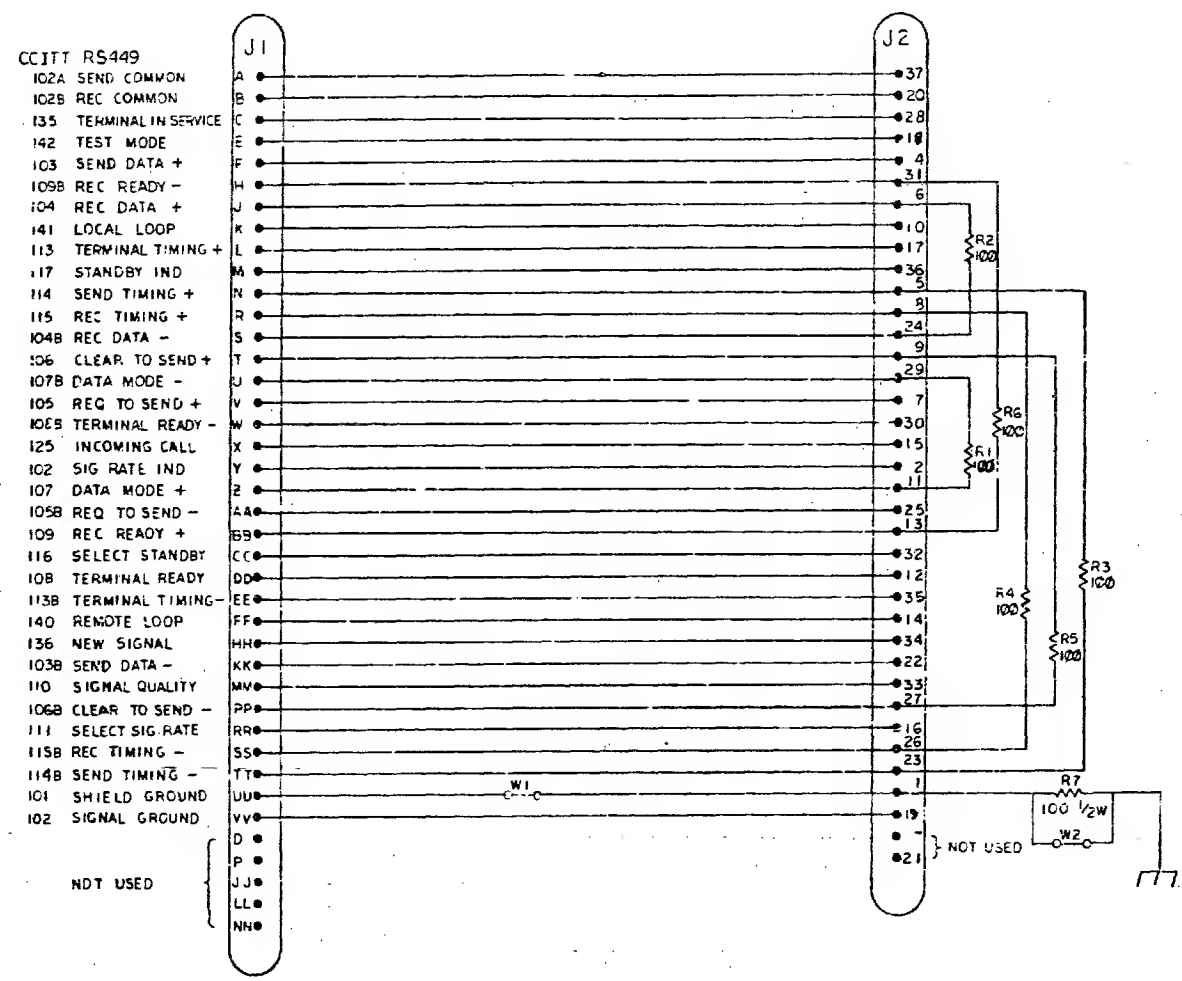 J1 J2
CCITT RS449
102A SEND COMMON A 37
102B REC COMMON B 20
135 TERMINAL IN SERVICE C 28
142 TEST MODE E 18
103 SEND DATA + F 4
109B REC READY - H 31
104 REC DATA + J 6
141 LOCAL LOOP K 10
113 TERMINAL TIMING + L 17
R2
100
117 STANDBY IND M 36
114 SEND TIMING + N 5
115 REC TIMING + R 8
104B REC DATA - S 24
106 CLEAR TO SEND + T 9
107B DATA MODE - U 29
105 REQ TO SEND + V 7
R6
100
108B TERMINAL READY - W 30
125 INCOMING CALL X 15
102 SIG RATE IND Y 2
R1
100
107 DATA MODE + Z 11
105B REQ TO SEND - AA 25
109 REC READY + BB 13
116 SELECT STANDBY CC 32
108 TERMINAL READY DD 12
R3
100
113B TERMINAL TIMING- EE 35
R4
100
140 REMOTE LOOP FF 14
136 NEW SIGNAL HH 34
R5
100
103B SEND DATA - KK 22
110 SIGNAL QUALITY MM 33
106B CLEAR TO SEND - PP 27
111 SELECT SIG-RATE RR 16
115B REC TIMING - SS 26
114B SEND TIMING - TT 23
101 SHIELD GROUND UU W1 1
R7
100 1/2W
102 SIGNAL GROUND VV 19
W2
D
P 21
NOT USED
JJ
NOT USED
LL
NN